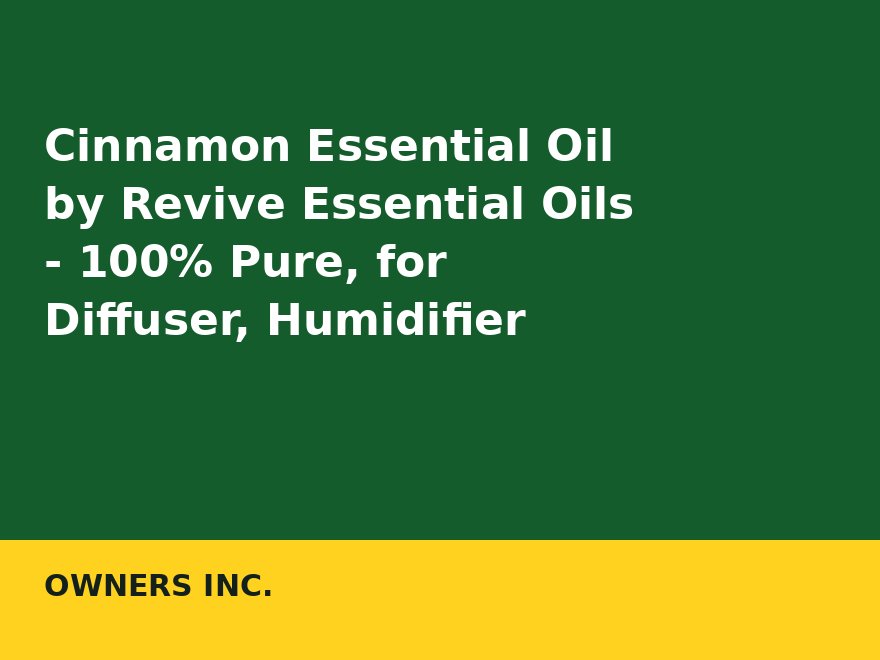 Cinnamon Essential Oil
by Revive Essential Oils
- 100% Pure, for
Diffuser, Humidifier
OWNERS INC.